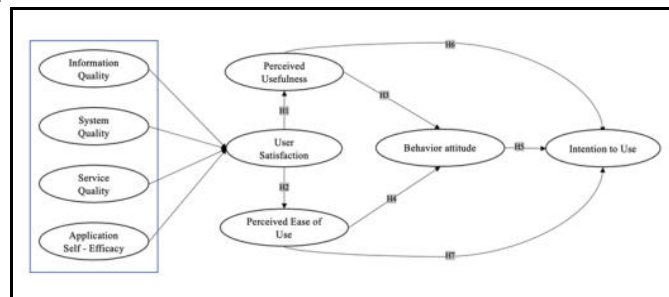 Information
Quality
System
Quality
Service
Quality
Application
Self - Efficacy
Perceived
Usefulness
H1
User
Satisfaction
H2
Perceived Ease of
Use
H6
H3
Behavior attitude
H4
H5
Intention to Use
H7